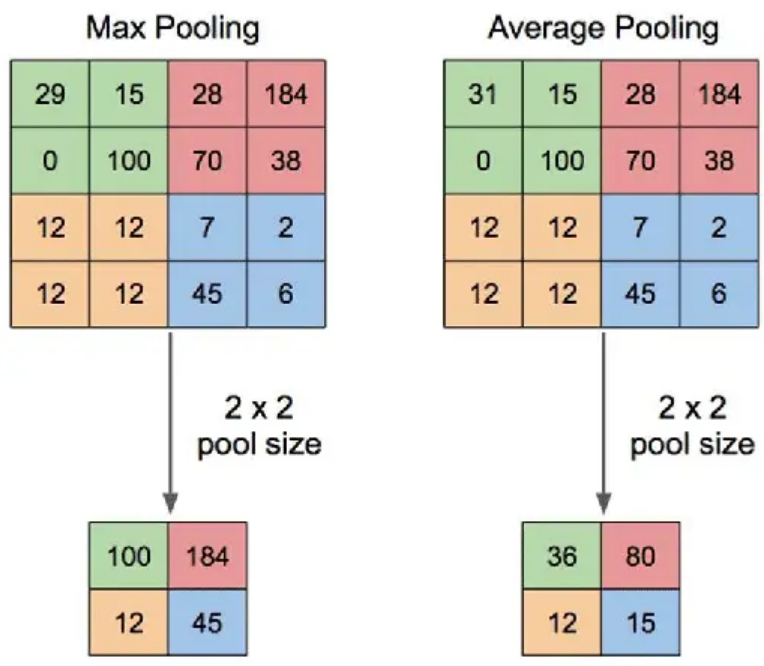 Max Pooling
29 15 28 184
0 100 70 38
12 12 7 2
12 12 45 6
2 x 2
pool size
100 184
12 45
Average Pooling
31 15 28 184
0 100 70 38
12 12 7 2
12 12 45 6
2 x 2
pool size
36 80
12 15